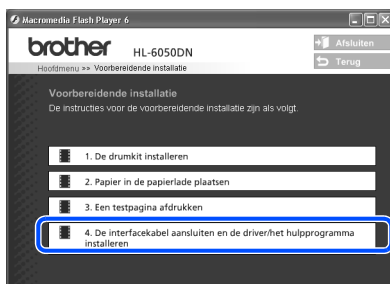 Macromedia Flash Player 6
brother
HL-6050DN
Afsluiten
Terug
Hoofdmenu >> Voorbereidende installatie
Voorbereidende installatie
De instructies voor de voorbereidende installatie zijn als volgt.
1. De drumkit installeren
2. Papier in de papierlade plaatsen
3. Een testpagina afdrukken
4. De interfacekabel aansluiten en de driver/het hulpprogramma
installeren